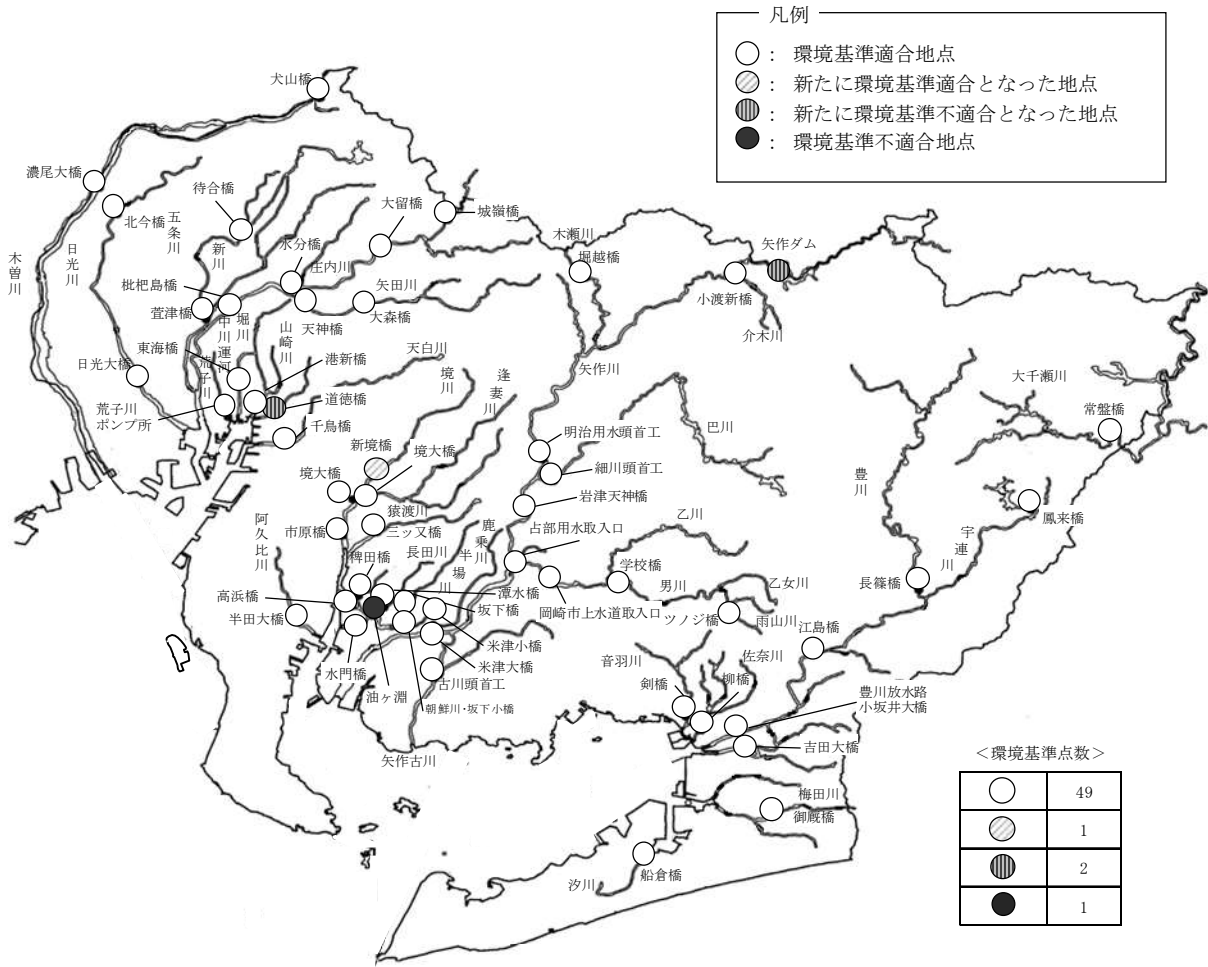 凡例
○ : 環境基準適合地点
: 新たに環境基準適合となった地点
: 新たに環境基準不適合となった地点
● : 環境基準不適合地点
犬山橋
濃尾大橋
北今橋
待合橋
大留橋
城嶺橋
五条川
新川
水分橋
庄内川
木瀬川
堀越橋
矢作ダム
小渡新橋
介木川
木曽川
日光川
枇杷島橋
萱津橋
矢田川
大森橋
天神橋
堀川
中川運河
荒子川
山崎川
東海橋
港新橋
天白川
日光大橋
荒子川
ポンプ所
道徳橋
千鳥橋
境川
逢妻川
矢作川
巴川
大千瀬川
常盤橋
新境橋
境大橋
境大橋
明治用水頭首工
細川頭首工
岩津天神橋
豊川
宇連川
鳳来橋
長篠橋
猿渡川
市原橋
三ッ又橋
阿久比川
鹿乗川
半場川
長田川
占部用水取入口
乙川
学校橋
男川
乙女川
稗田橋
高浜橋
半田大橋
潭水橋
坂下橋
岡崎市上水道取入口
ツノジ橋
雨山川
江島橋
米津小橋
米津大橋
水門橋
油ヶ淵
古川頭首工
朝鮮川・坂下小橋
音羽川
佐奈川
剣橋
柳橋
豊川放水路
小坂井大橋
吉田大橋
矢作古川
梅田川
御厩橋
汐川
船倉橋
＜環境基準点数＞
49
1
2
1